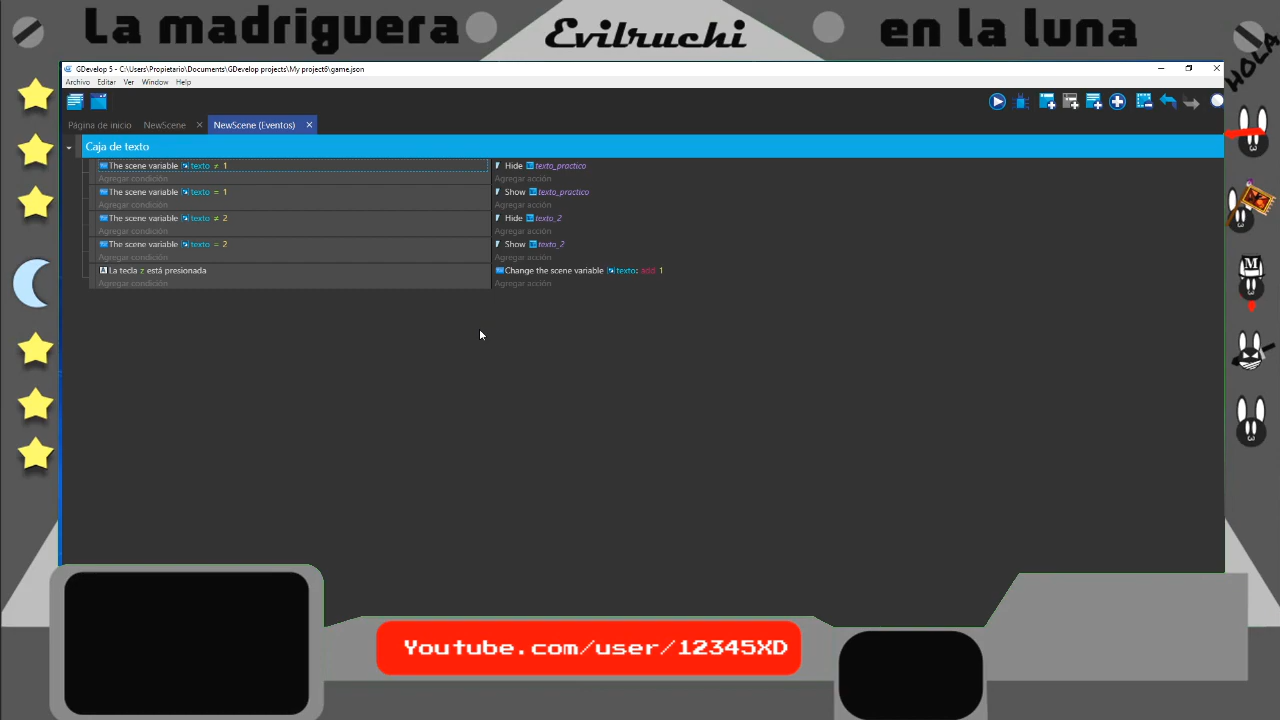 La madriguera
Evilruchi
en la luna
HOLA
GDevelop 5 - C:\Users\Propietario\Documents\GDevelop projects\My project6\game.json
Archivo Editar Ver Window Help
Página de inicio NewScene NewScene (Eventos)
Caja de texto
The scene variable texto ≠ 1 Hide texto_practico
Agregar condición Agregar acción
The scene variable texto = 1 Show texto_practico
Agregar condición Agregar acción
The scene variable texto ≠ 2 Hide texto_2
Agregar condición Agregar acción
The scene variable texto = 2 Show texto_2
Agregar condición Agregar acción
La tecla z está presionada Change the scene variable texto: add 1
Agregar condición Agregar acción
M
Youtube.com/user/12345XD